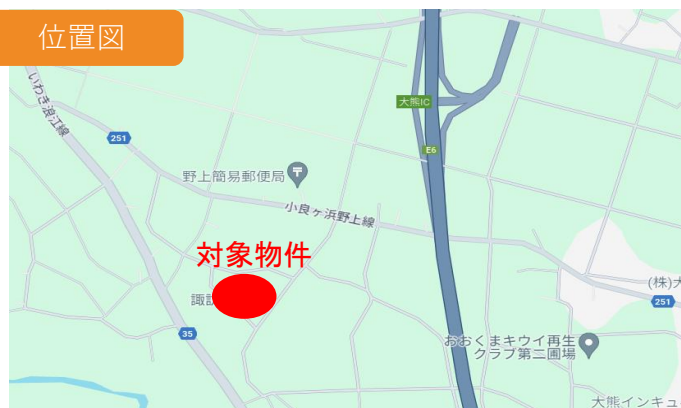 位置図
いわき浪江線
大熊IC
251
E6
野上簡易郵便局
小良ヶ浜野上線
対象物件
(株)大
諏訪
251
35
おおくまキウイ再生
クラブ第二圃場
大熊インキュ